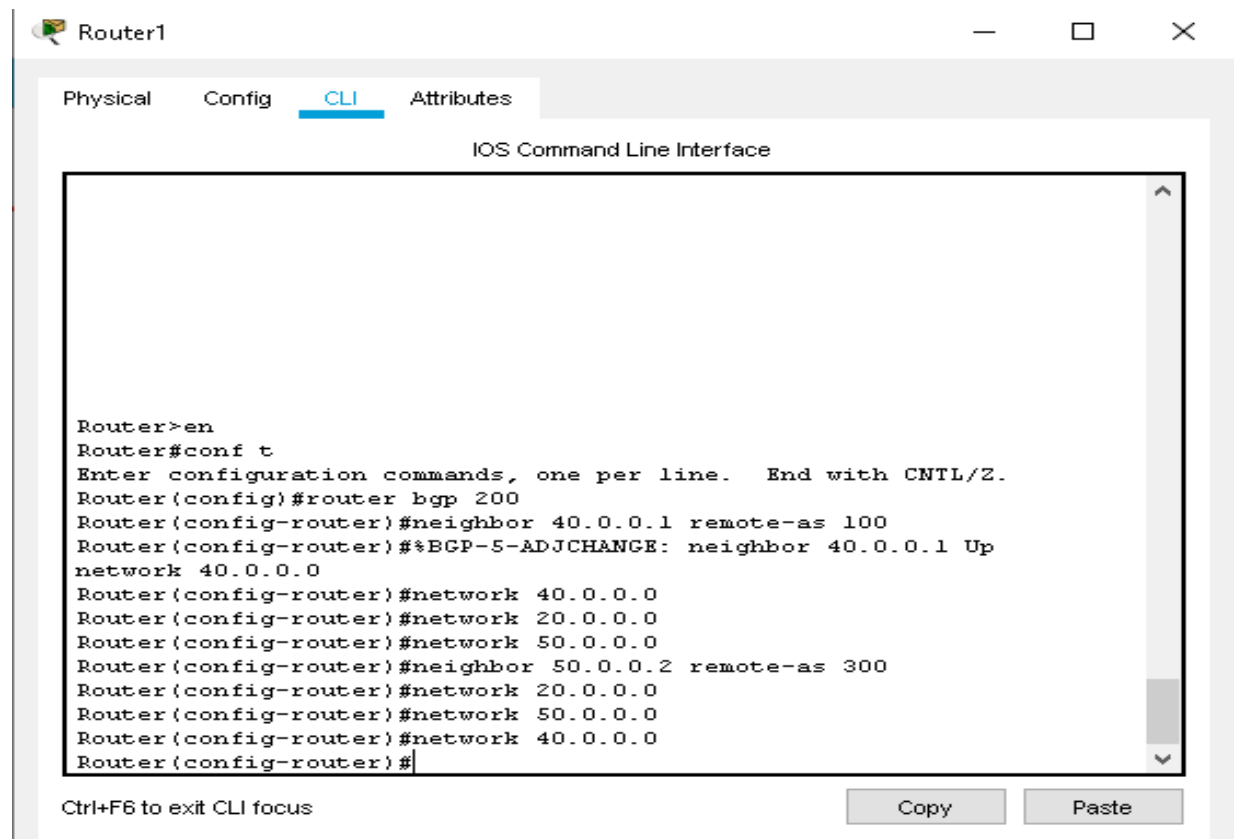 Router1
Physical Config CLI Attributes
IOS Command Line Interface
Router>en
Router#conf t
Enter configuration commands, one per line.  End with CNTL/Z.
Router(config)#router bgp 200
Router(config-router)#neighbor 40.0.0.1 remote-as 100
Router(config-router)#%BGP-5-ADJCHANGE: neighbor 40.0.0.1 Up
network 40.0.0.0
Router(config-router)#network 40.0.0.0
Router(config-router)#network 20.0.0.0
Router(config-router)#network 50.0.0.0
Router(config-router)#neighbor 50.0.0.2 remote-as 300
Router(config-router)#network 20.0.0.0
Router(config-router)#network 50.0.0.0
Router(config-router)#network 40.0.0.0
Router(config-router)#
Ctrl+F6 to exit CLI focus Copy Paste